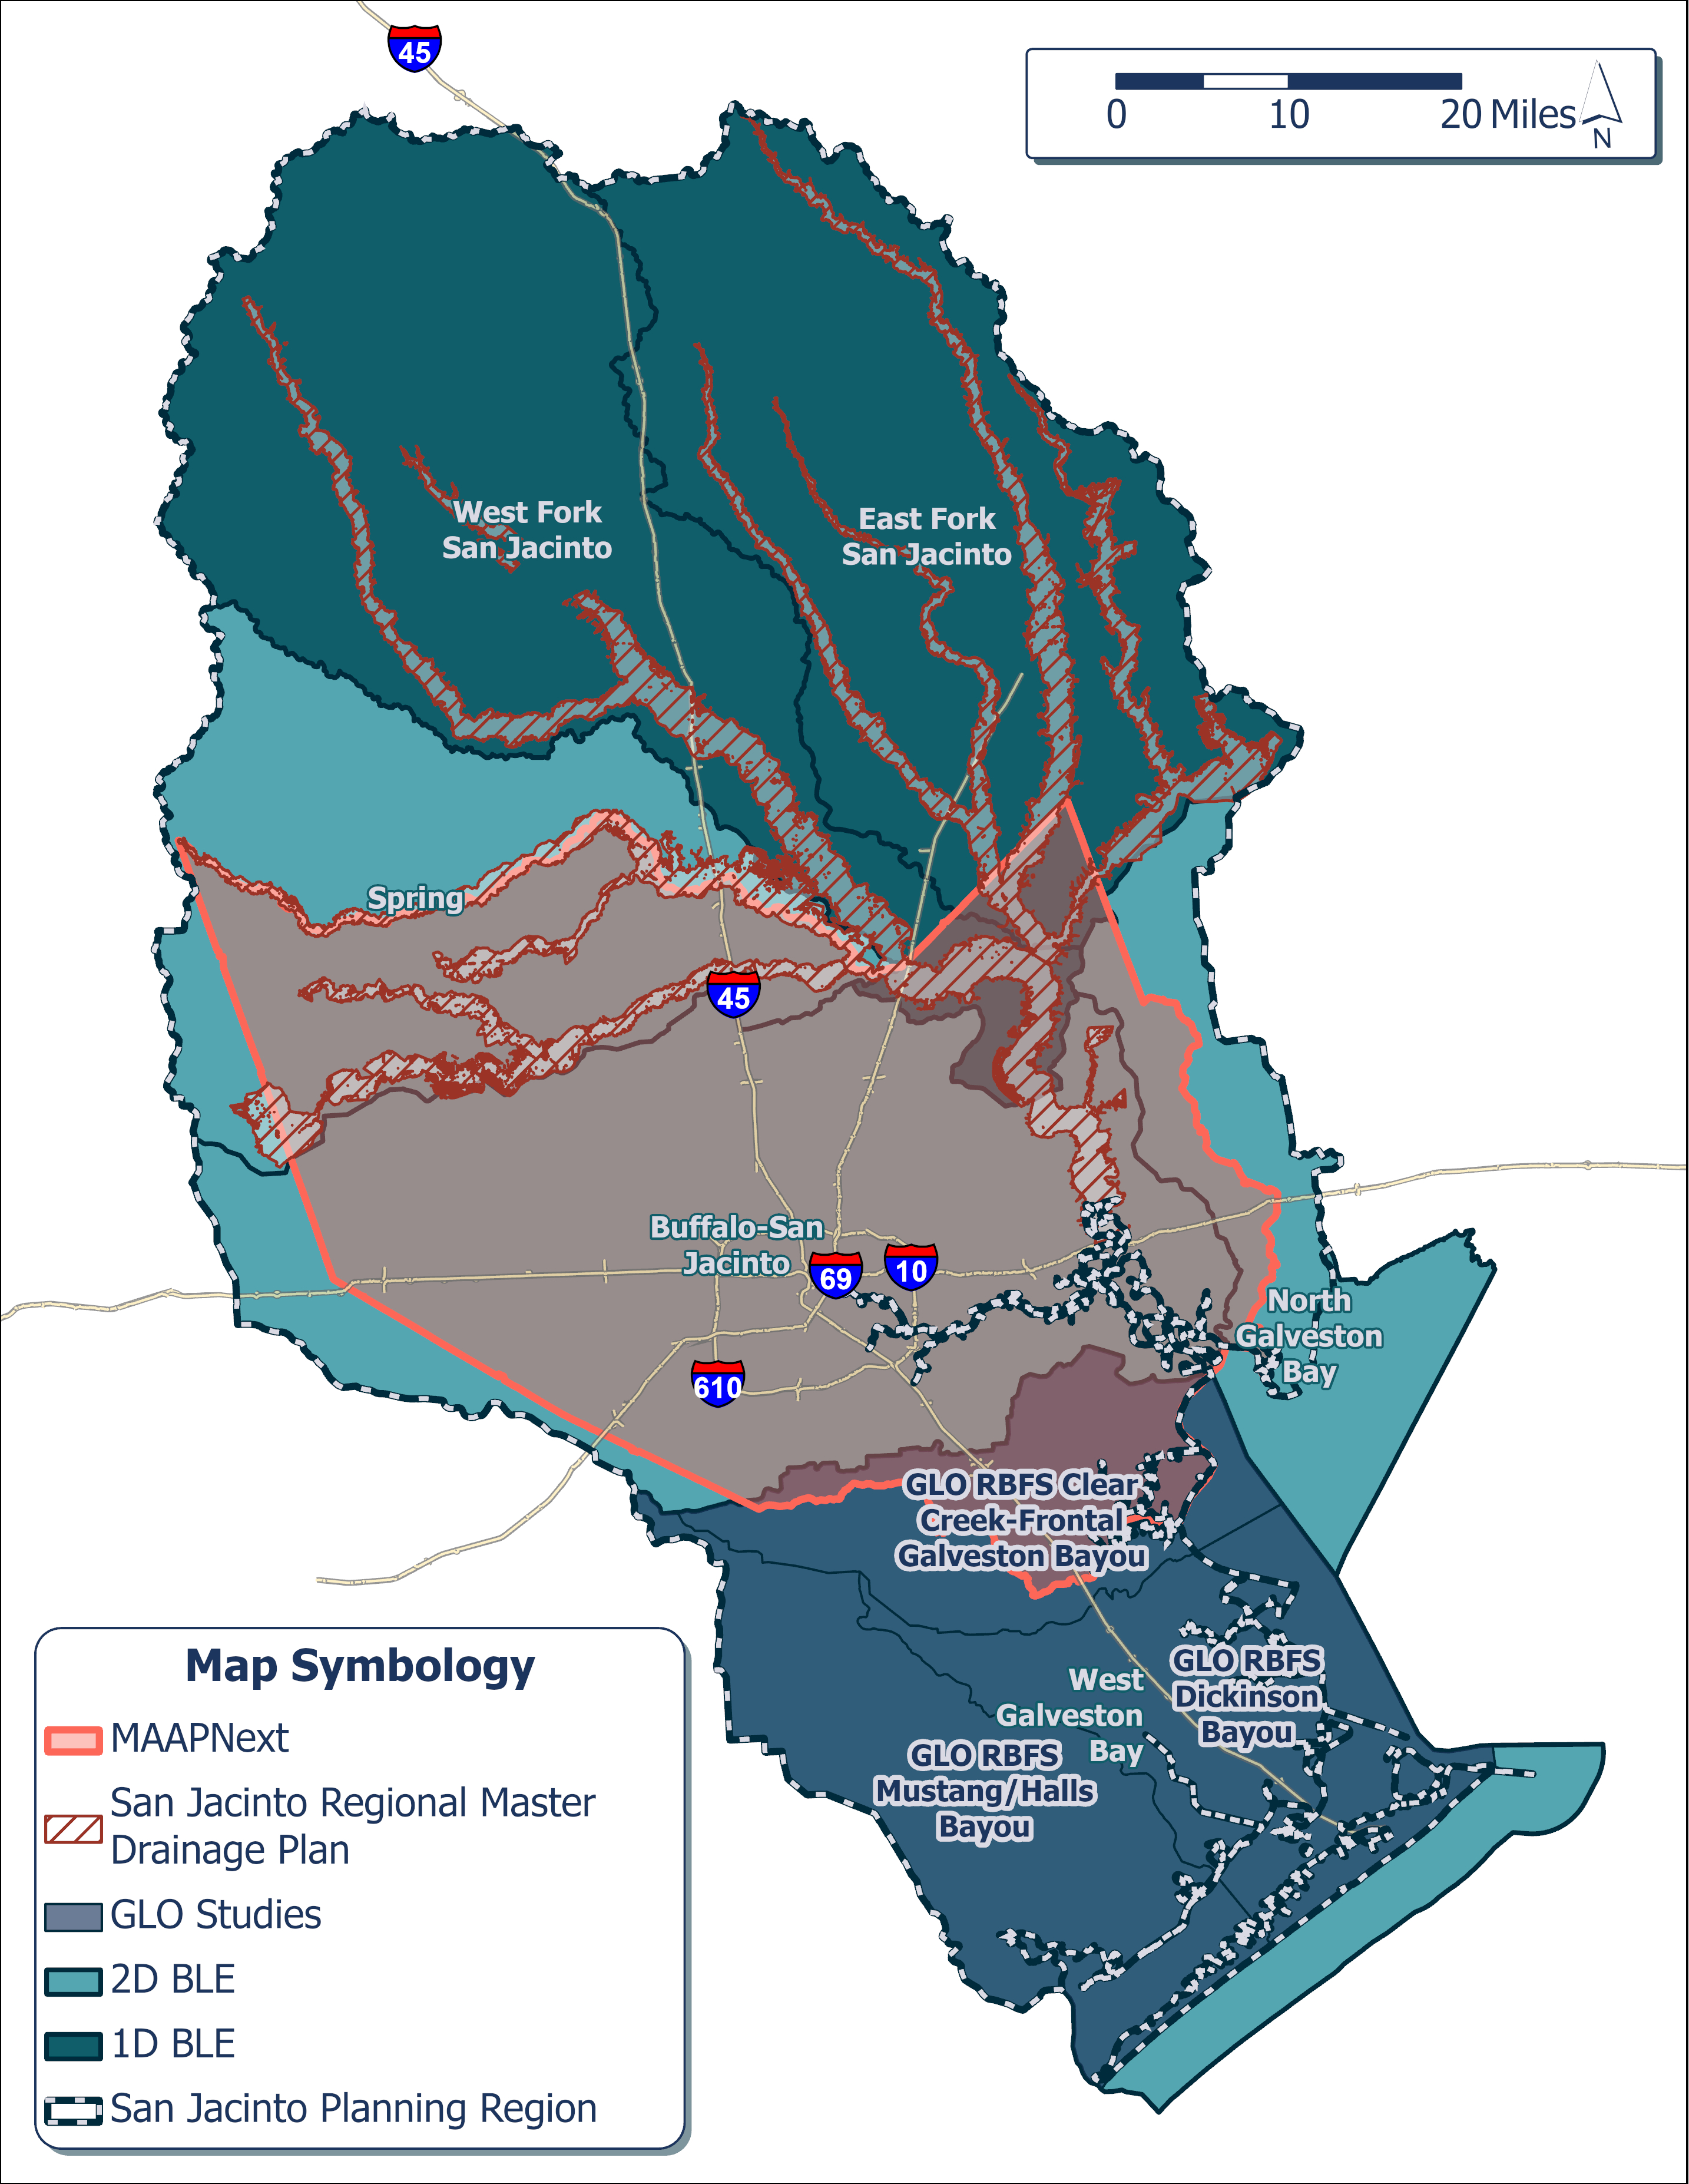 45
0 10 20 Miles
N
West Fork
San Jacinto
East Fork
San Jacinto
Spring
45
Buffalo-San
Jacinto
69
10
610
North
Galveston
Bay
GLO RBFS Clear
Creek-Frontal
Galveston Bayou
GLO RBFS
Dickinson
Bayou
West
Galveston
Bay
GLO RBFS
Mustang/Halls
Bayou
Map Symbology
MAAPNext
San Jacinto Regional Master
Drainage Plan
GLO Studies
2D BLE
1D BLE
San Jacinto Planning Region